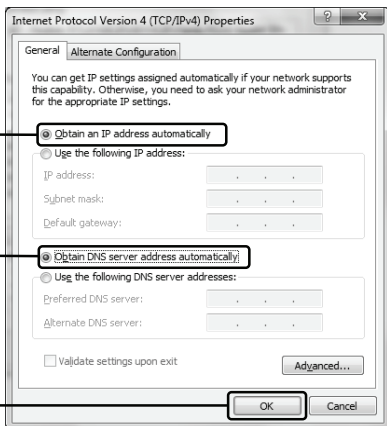 Internet Protocol Version 4 (TCP/IPv4) Properties
General
Alternate Configuration
You can get IP settings assigned automatically if your network supports
this capability. Otherwise, you need to ask your network administrator
for the appropriate IP settings.
Obtain an IP address automatically
Use the following IP address:
IP address:
Subnet mask:
Default gateway:
Obtain DNS server address automatically
Use the following DNS server addresses:
Preferred DNS server:
Alternate DNS server:
Validate settings upon exit
Advanced...
OK
Cancel